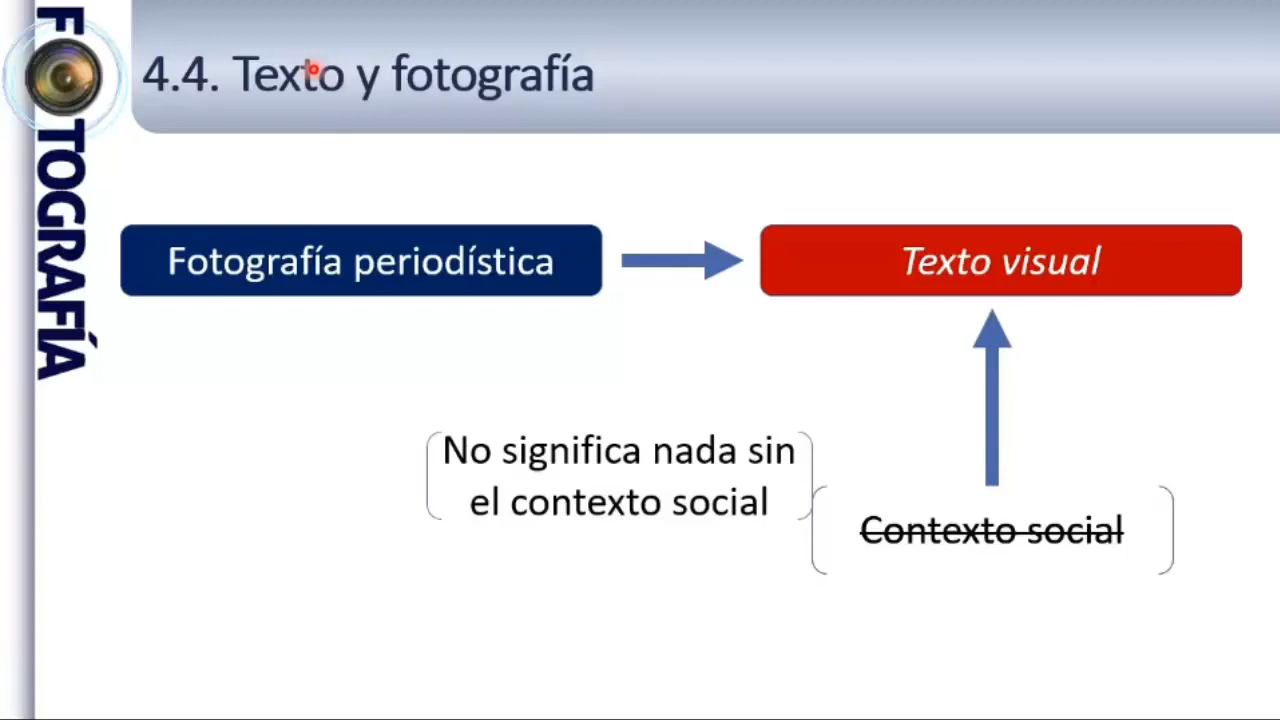 FOTOGRAFÍA
4.4. Texto y fotografía
Fotografía periodística
Texto visual
No significa nada sin
el contexto social
Contexto social